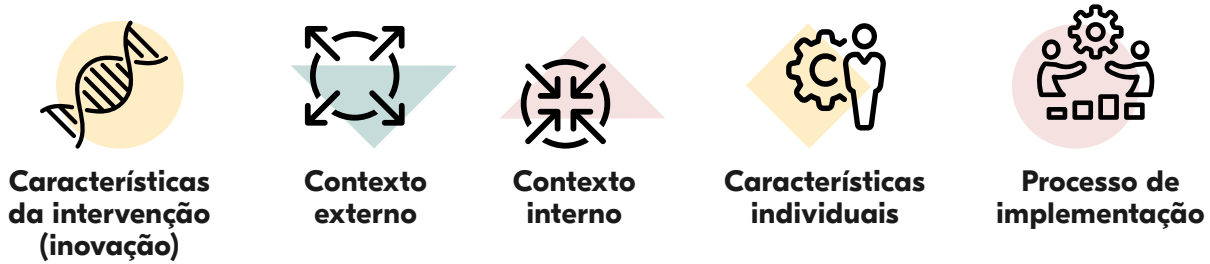 Características
da intervenção
(inovação)
Contexto
externo
Contexto
interno
C
Características
individuais
Processo de
implementação